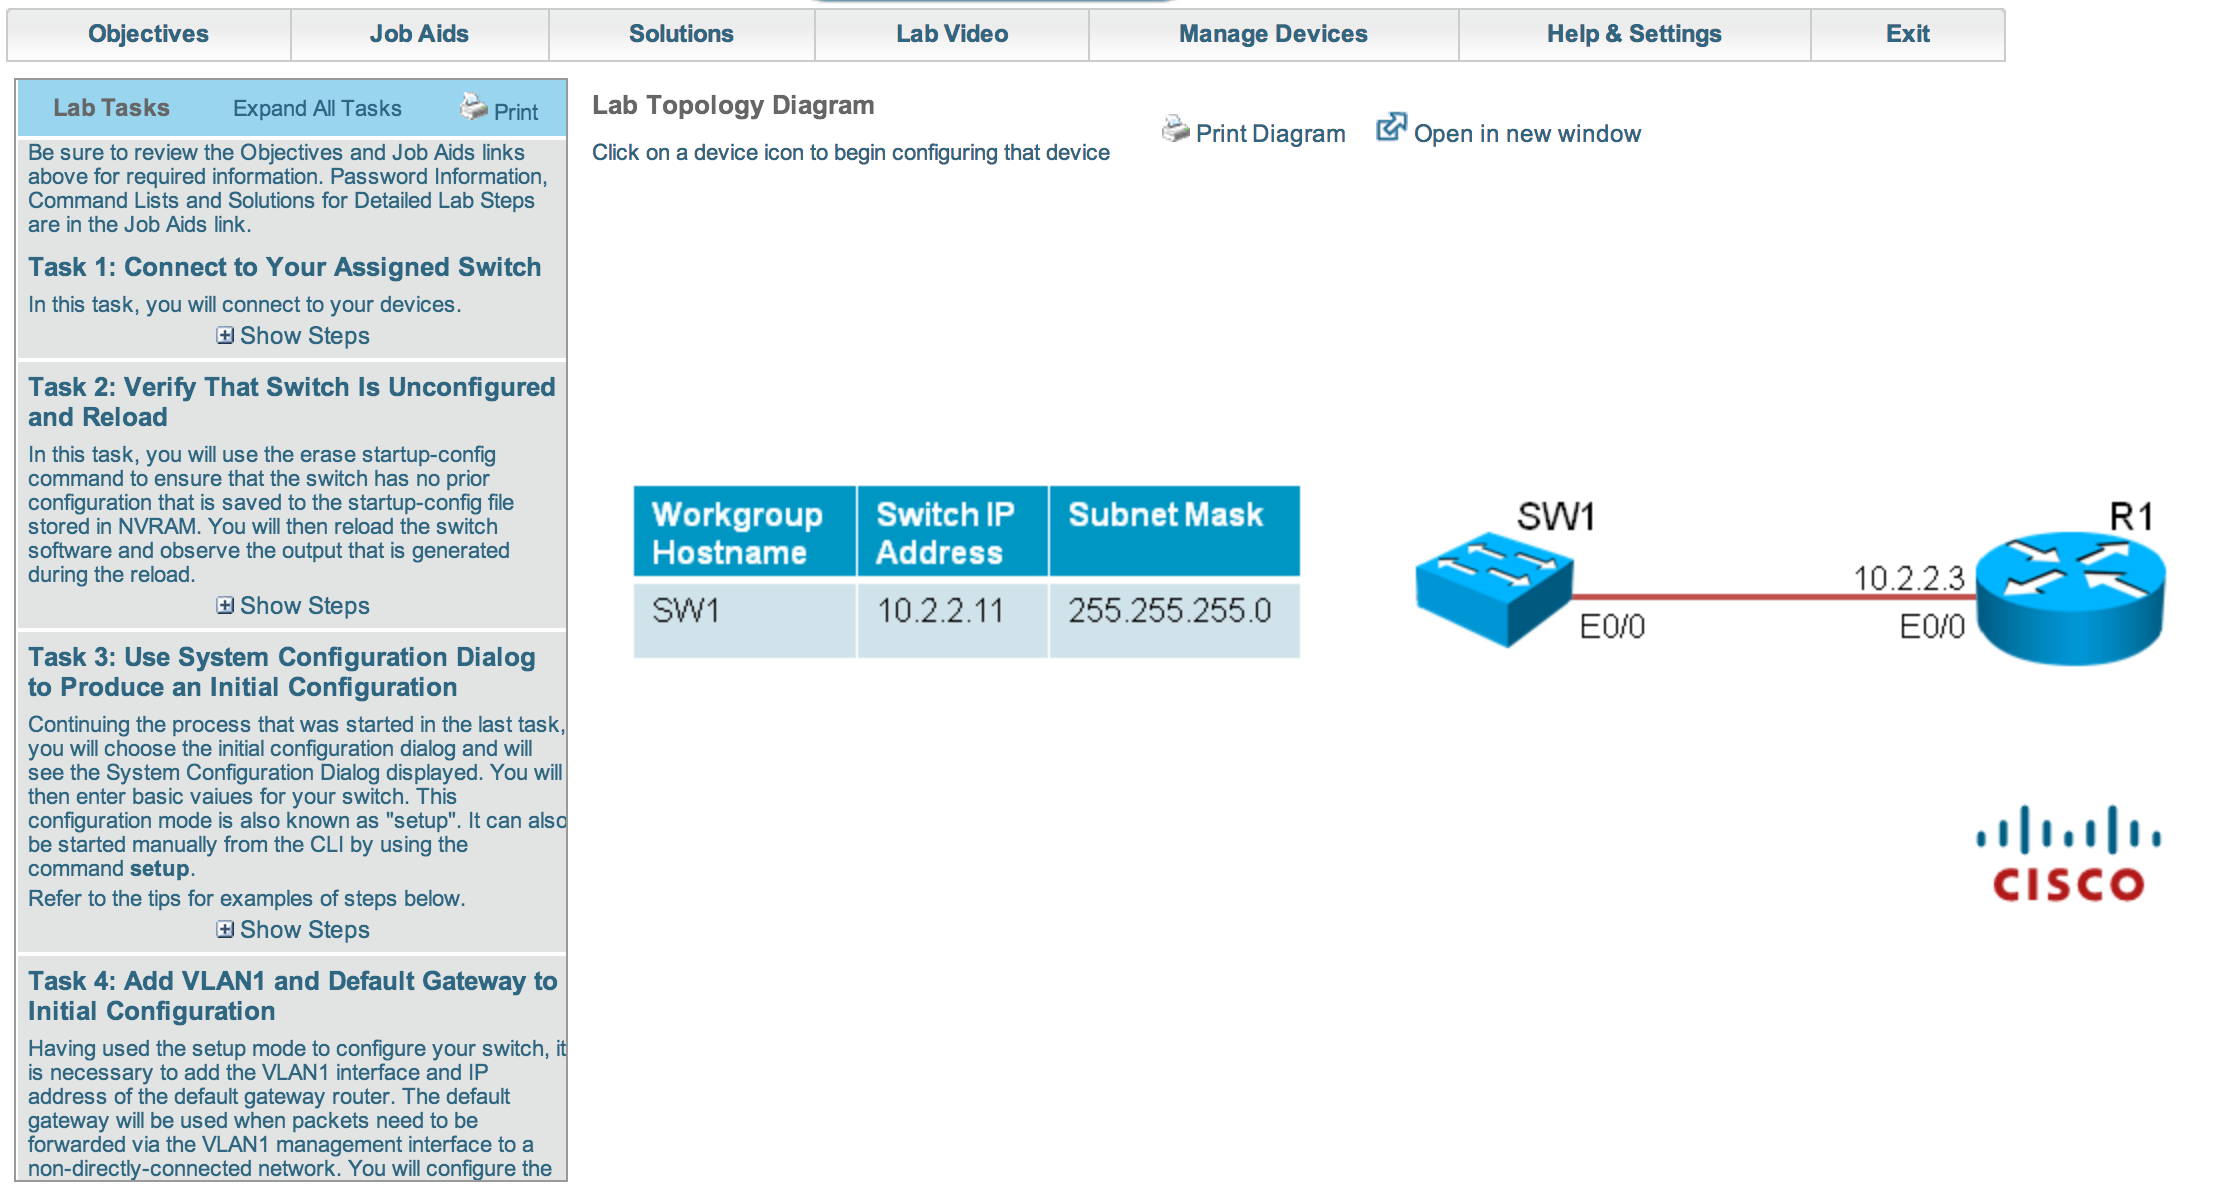 Objectives
Job Aids
Solutions
Lab Video
Manage Devices
Help & Settings
Exit
Lab Tasks
Expand All Tasks
Print
Be sure to review the Objectives and Job Aids links
above for required information. Password Information,
Command Lists and Solutions for Detailed Lab Steps
are in the Job Aids link.
Task 1: Connect to Your Assigned Switch
In this task, you will connect to your devices.
Show Steps
Task 2: Verify That Switch Is Unconfigured
and Reload
In this task, you will use the erase startup-config
command to ensure that the switch has no prior
configuration that is saved to the startup-config file
stored in NVRAM. You will then reload the switch
software and observe the output that is generated
during the reload.
Show Steps
Task 3: Use System Configuration Dialog
to Produce an Initial Configuration
Continuing the process that was started in the last task,
you will choose the initial configuration dialog and will
see the System Configuration Dialog displayed. You will
then enter basic vaiues for your switch. This
configuration mode is also known as "setup". It can also
be started manually from the CLI by using the
command setup.
Refer to the tips for examples of steps below.
Show Steps
Task 4: Add VLAN1 and Default Gateway to
Initial Configuration
Having used the setup mode to configure your switch, it
is necessary to add the VLAN1 interface and IP
address of the default gateway router. The default
gateway will be used when packets need to be
forwarded via the VLAN1 management interface to a
non-directly-connected network. You will configure the
Lab Topology Diagram
Click on a device icon to begin configuring that device
Print Diagram
Open in new window
Workgroup Hostname
Switch IP Address
Subnet Mask
SW1
10.2.2.11
255.255.255.0
SW1
E0/0
R1
10.2.2.3
E0/0
CISCO